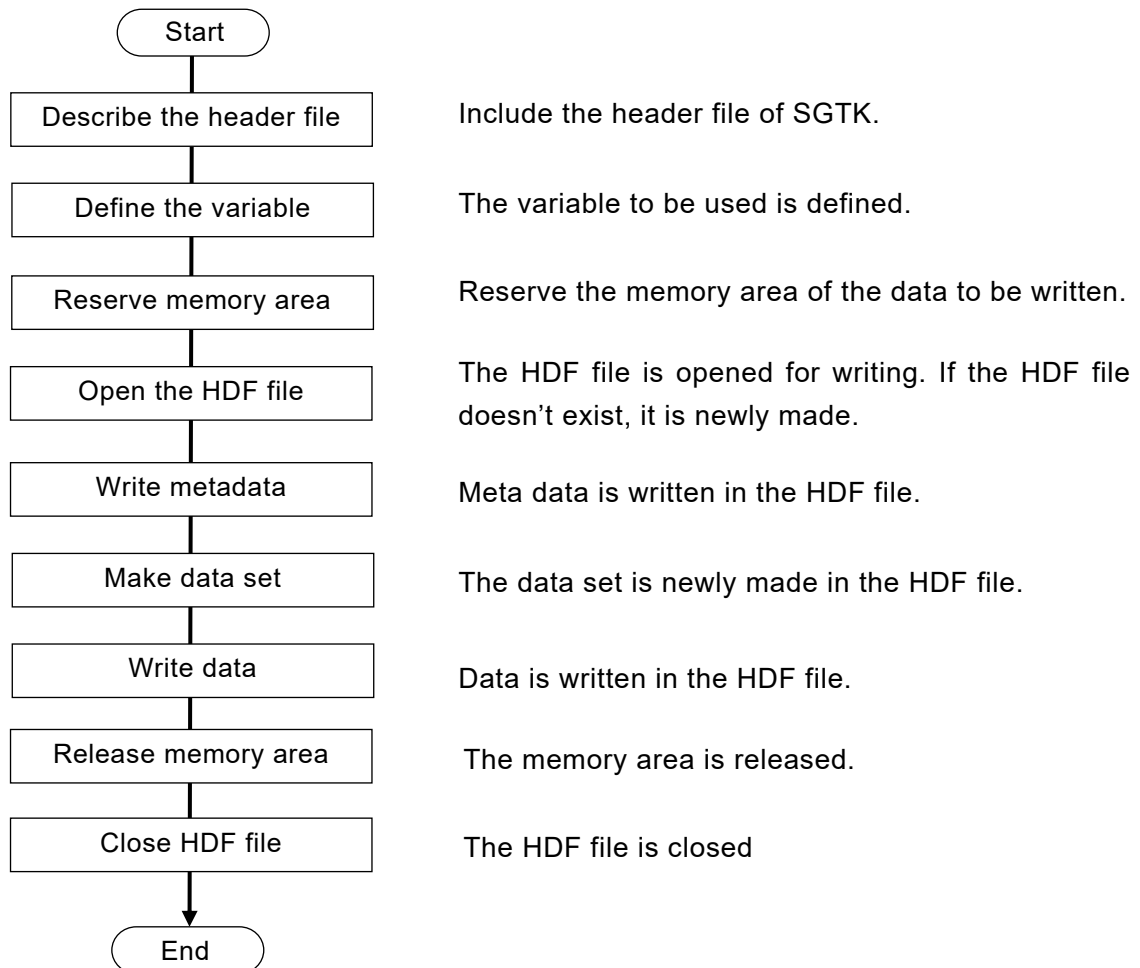 Start
Describe the header file
Include the header file of SGTK.
Define the variable
The variable to be used is defined.
Reserve memory area
Reserve the memory area of the data to be written.
Open the HDF file
The HDF file is opened for writing. If the HDF file
doesn’t exist, it is newly made.
Write metadata
Meta data is written in the HDF file.
Make data set
The data set is newly made in the HDF file.
Write data
Data is written in the HDF file.
Release memory area
The memory area is released.
Close HDF file
The HDF file is closed
End